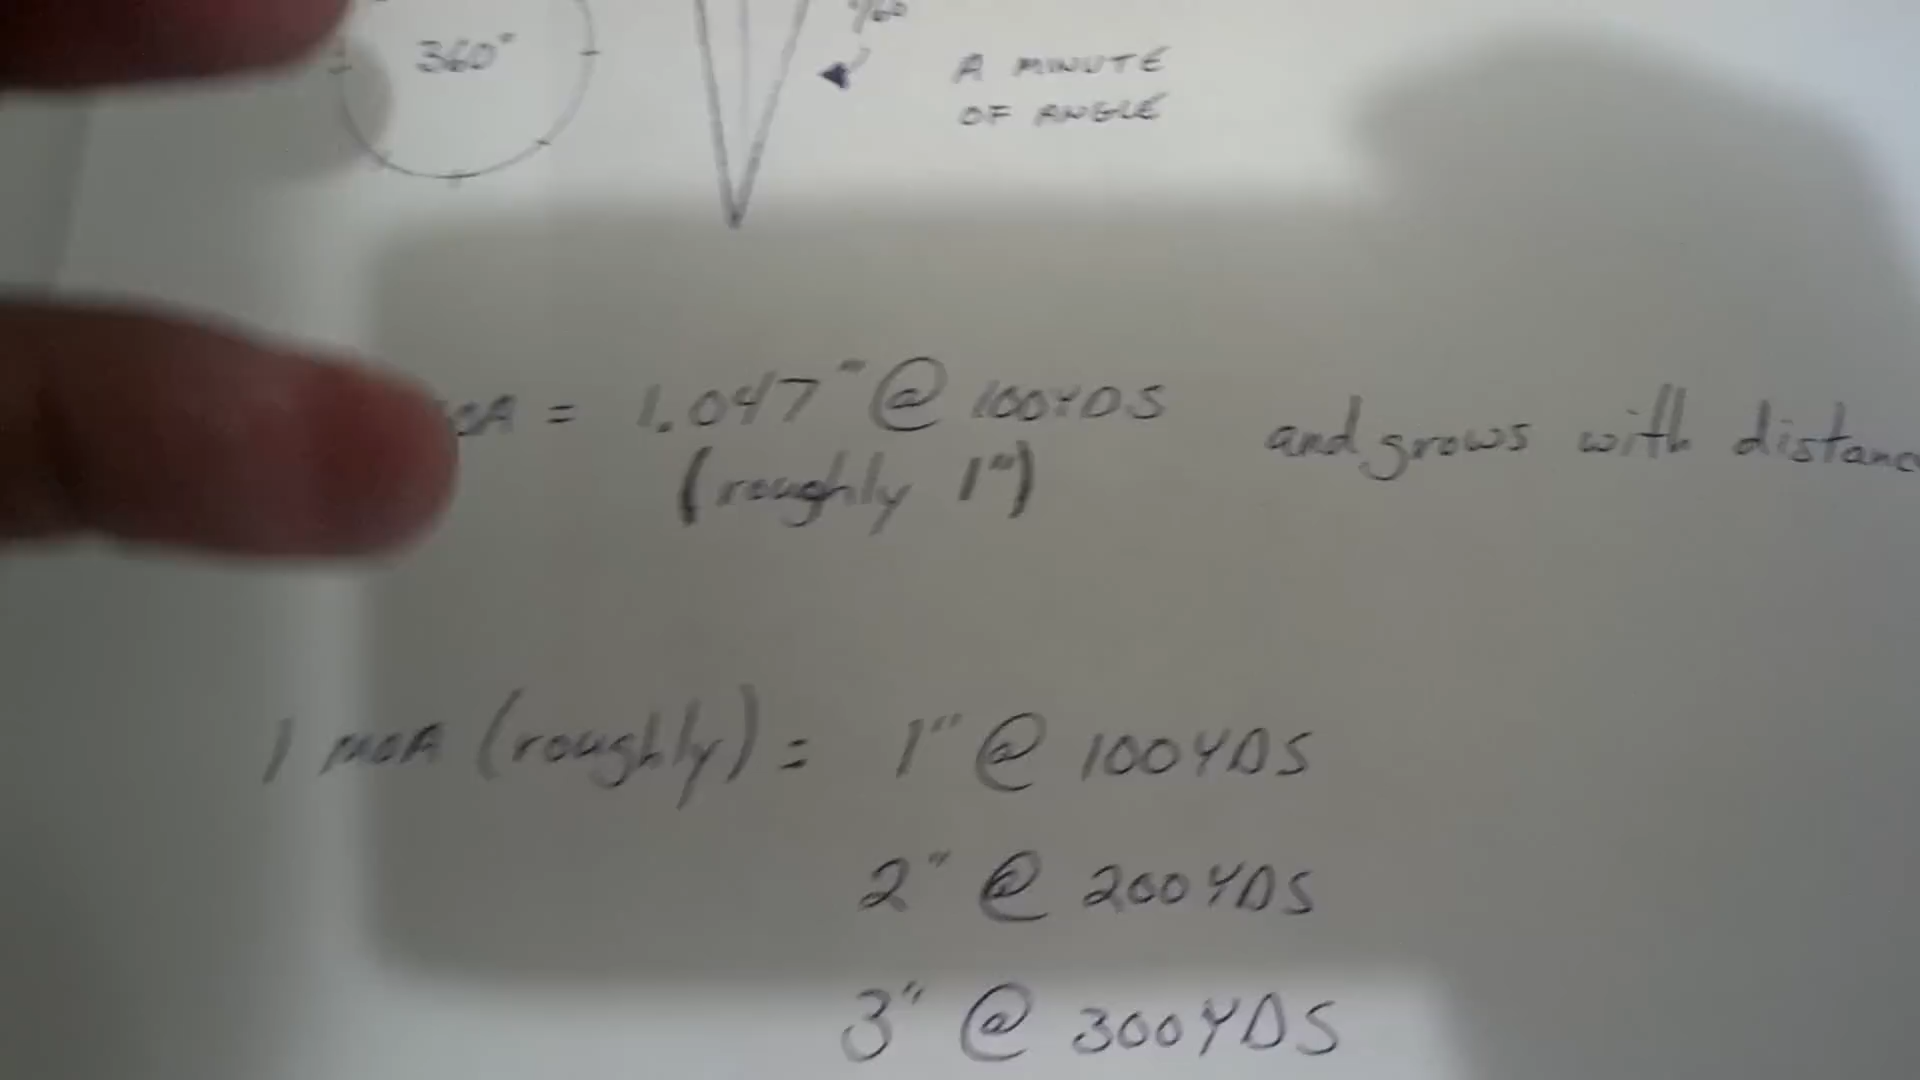 360°
A MINUTE
OF ANGLE
= 1.047" @ 100YDS and grows with
(roughly 1")
1 MOA (roughly) = 1" @ 100YDS
2" @ 200YDS
3" @ 300YDS